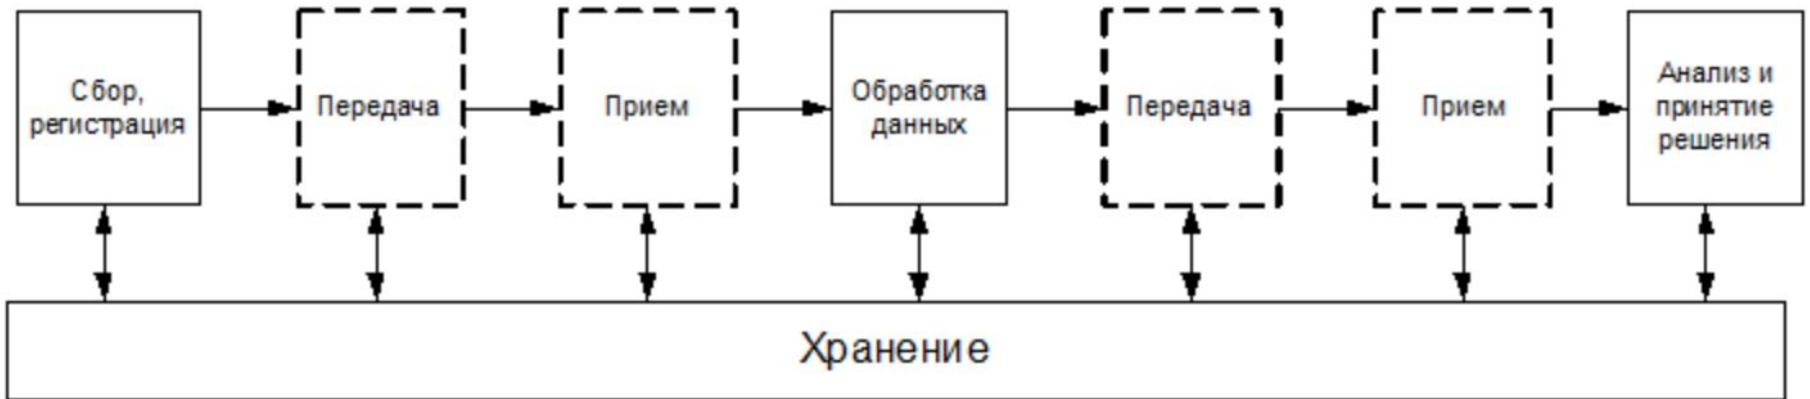 Сбор,
регистрация
Передача
Прием
Обработка
данных
Передача
Прием
Анализ и
принятие
решения
Хранение